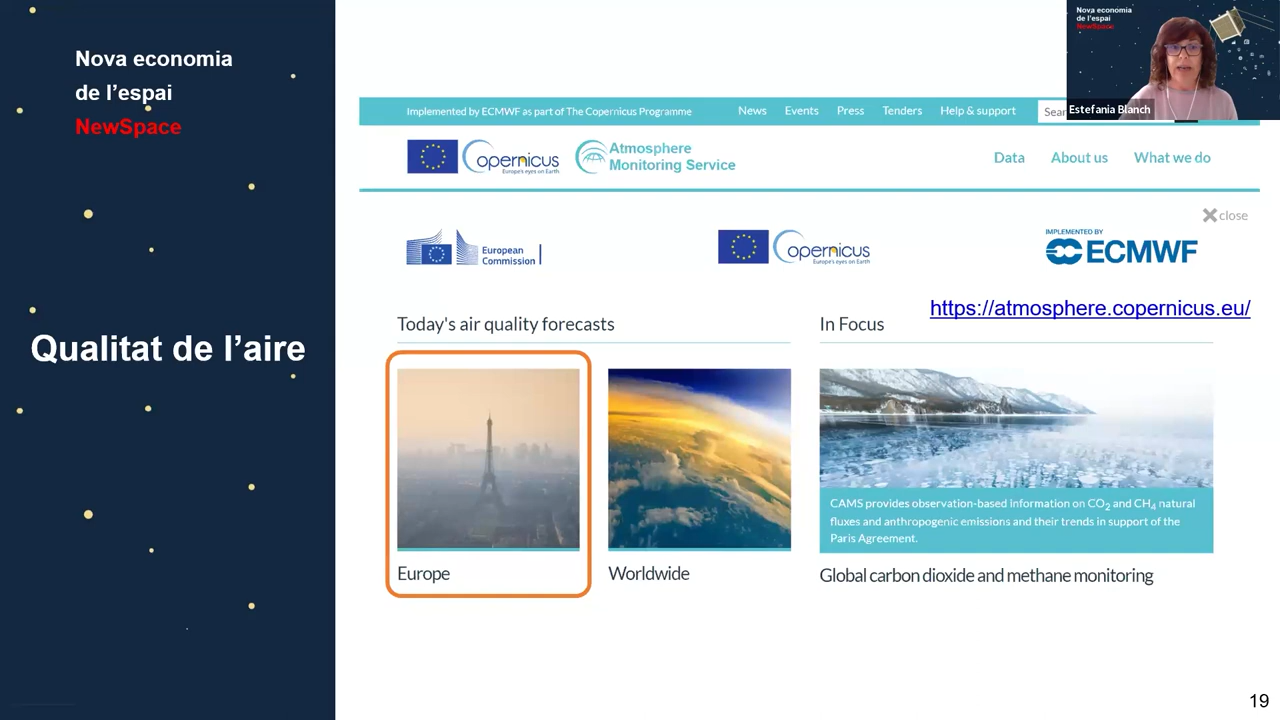 Nova economia
de l'espai
NewSpace
Qualitat de l'aire
Implemented by ECMWF as part of The Copernicus Programme
News
Events
Press
Tenders
Help & support
Sear
Nova economia
de l'espai
NewSpace
Estefania Blanch
opernicus
Europe's eyes on Earth
Atmosphere
Monitoring Service
Data
About us
What we do
close
European
Commission
opernicus
Europe's eyes on Earth
IMPLEMENTED BY
ECMWF
https://atmosphere.copernicus.eu/
Today's air quality forecasts
In Focus
Europe
Worldwide
CAMS provides observation-based information on CO₂ and CH₄ natural
fluxes and anthropogenic emissions and their trends in support of the
Paris Agreement.
Global carbon dioxide and methane monitoring
19